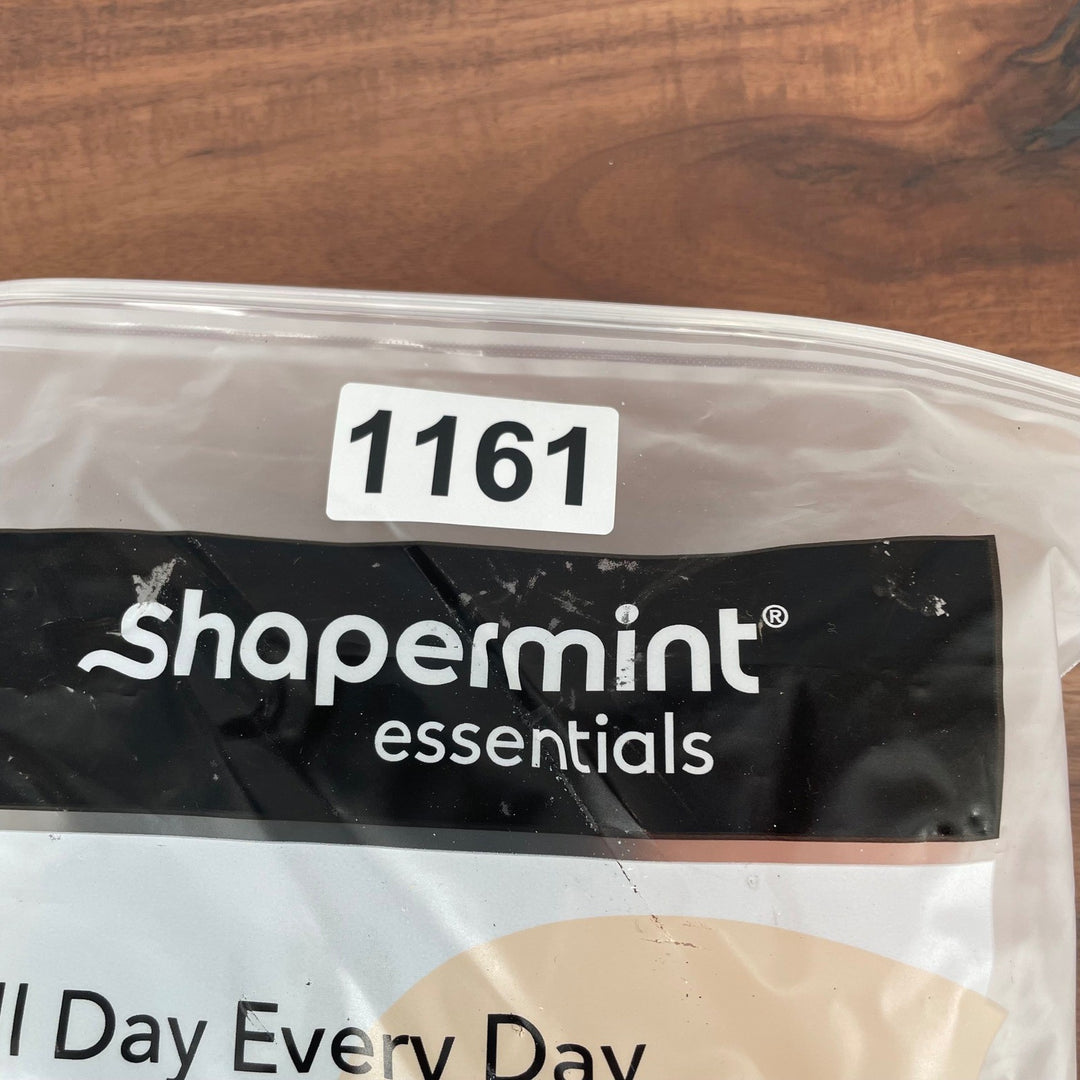 1161
shapermint®
essentials
ll Day Every Day